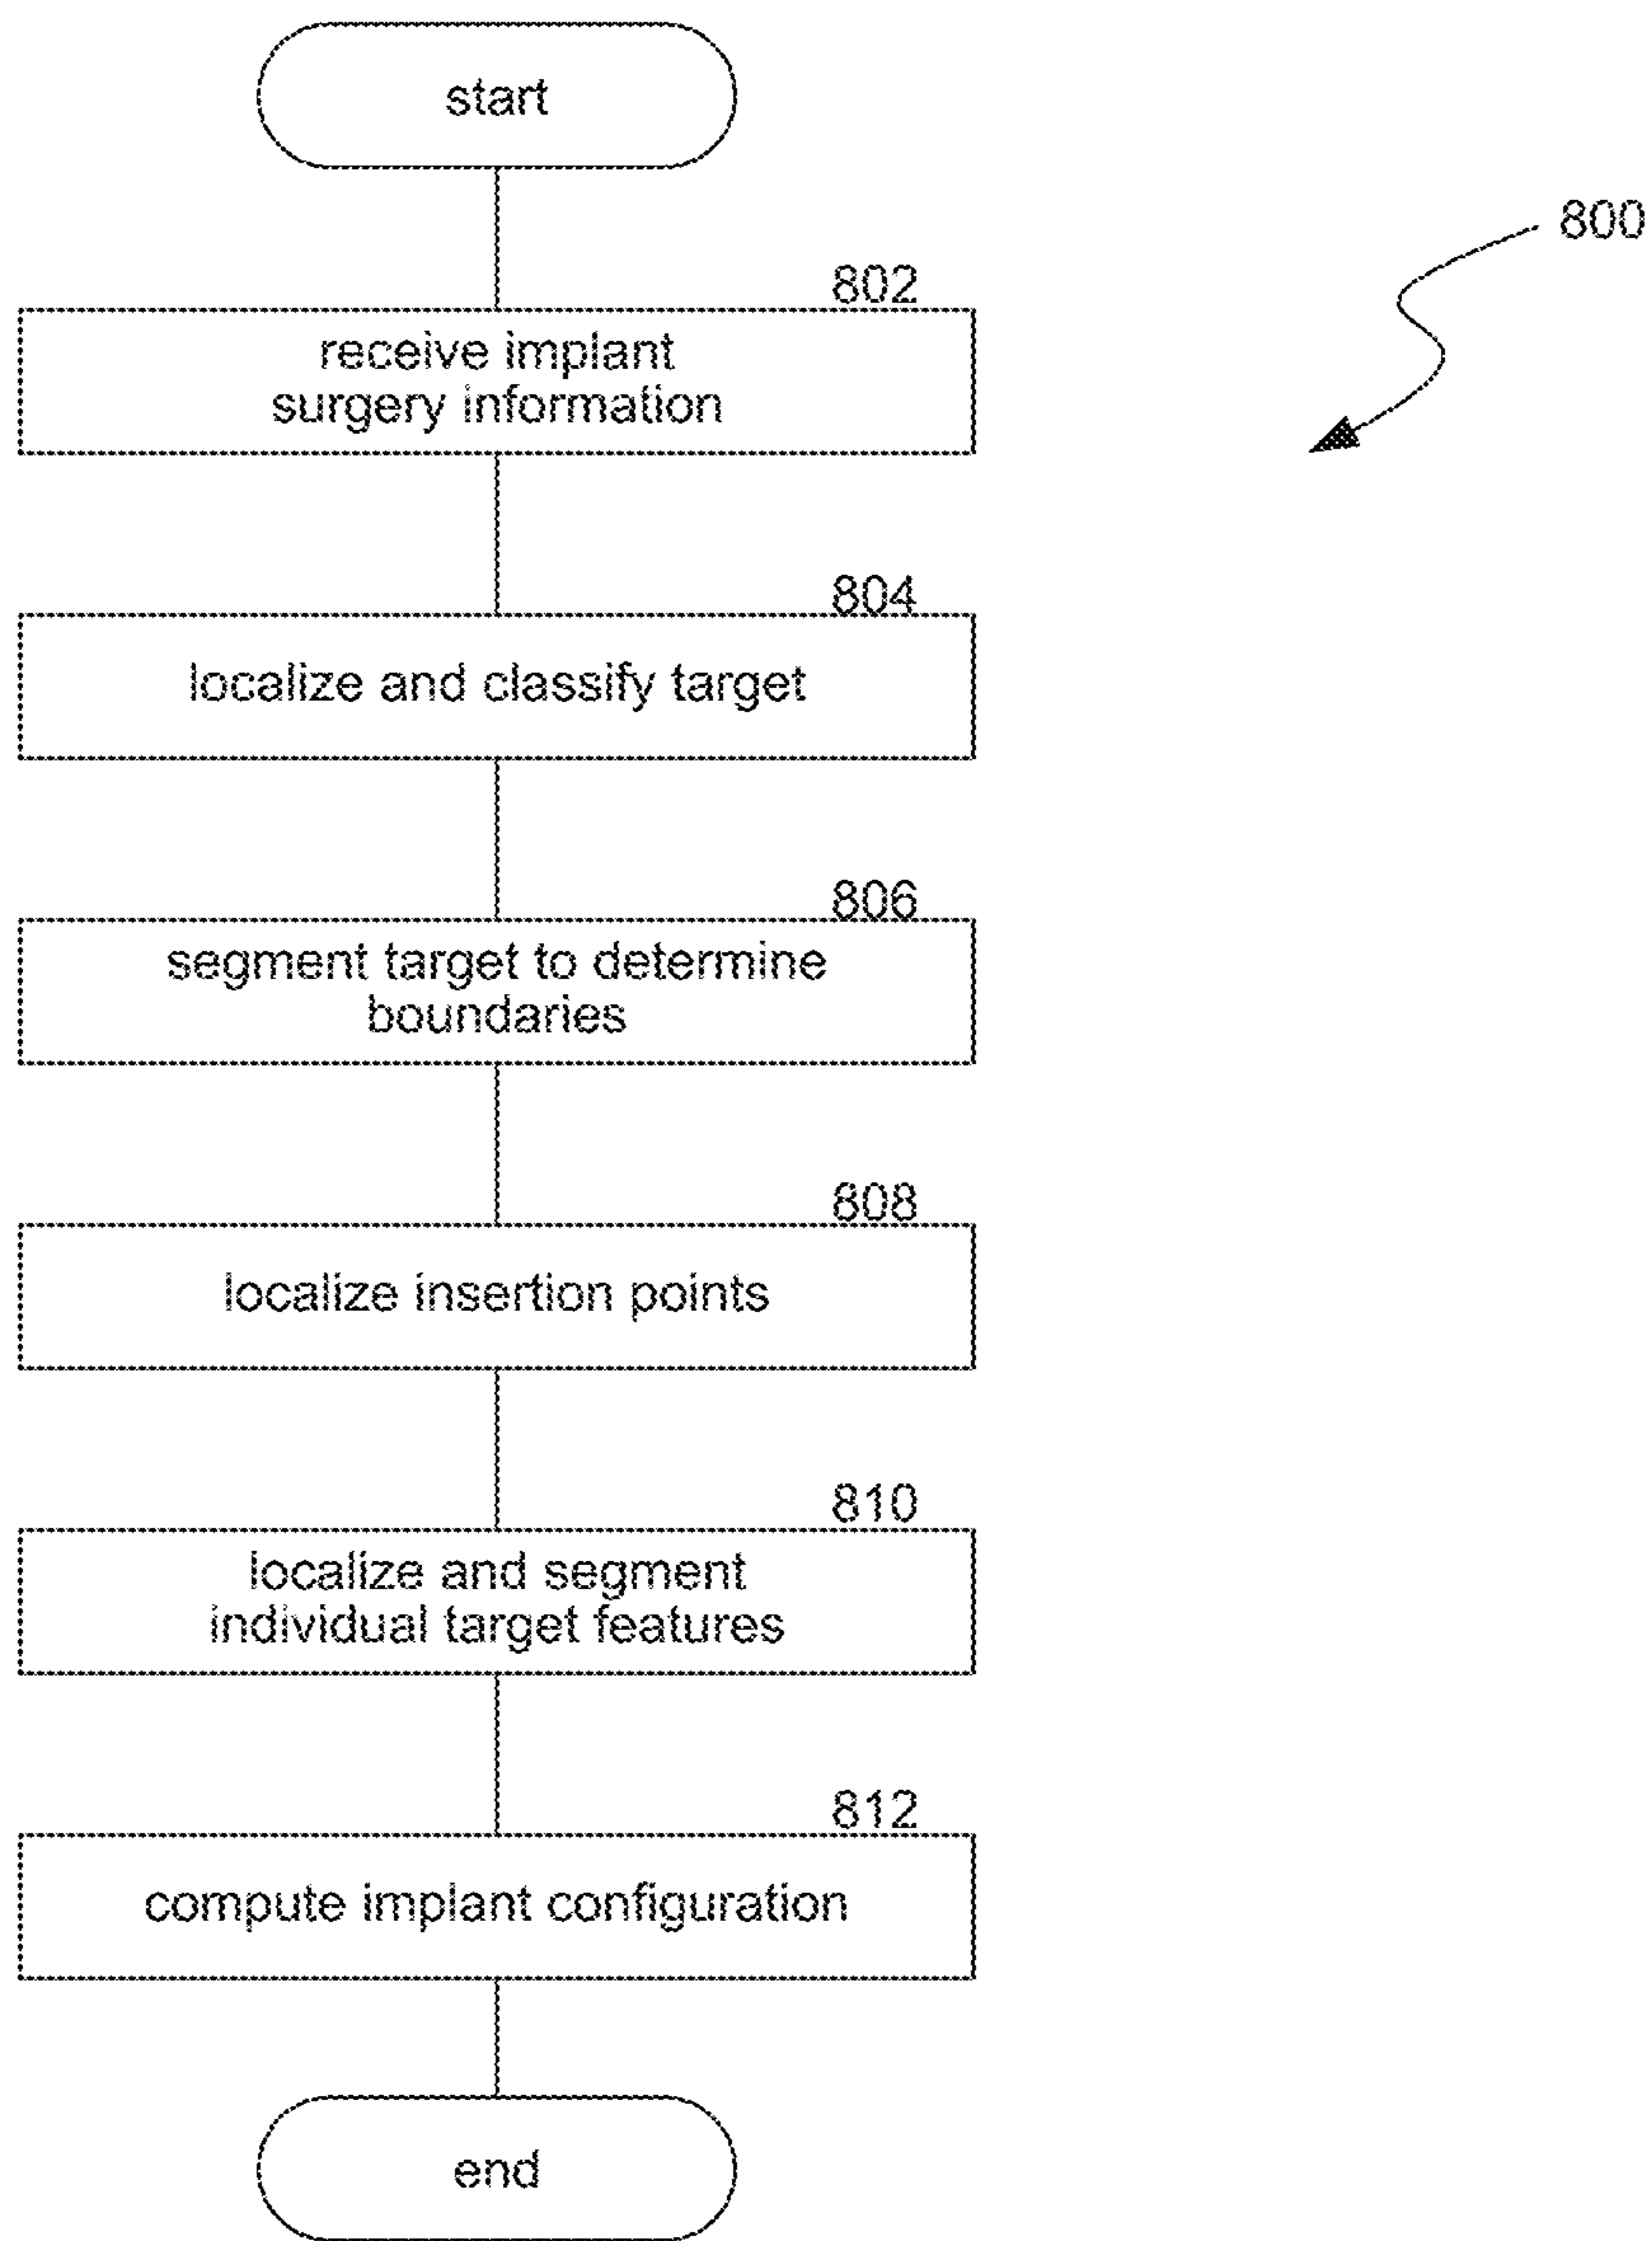 start
800
802
receive implant
surgery information
804
localize and classify target
806
segment target to determine
boundaries
808
localize insertion points
810
localize and segment
individual target features
812
compute implant configuration
end